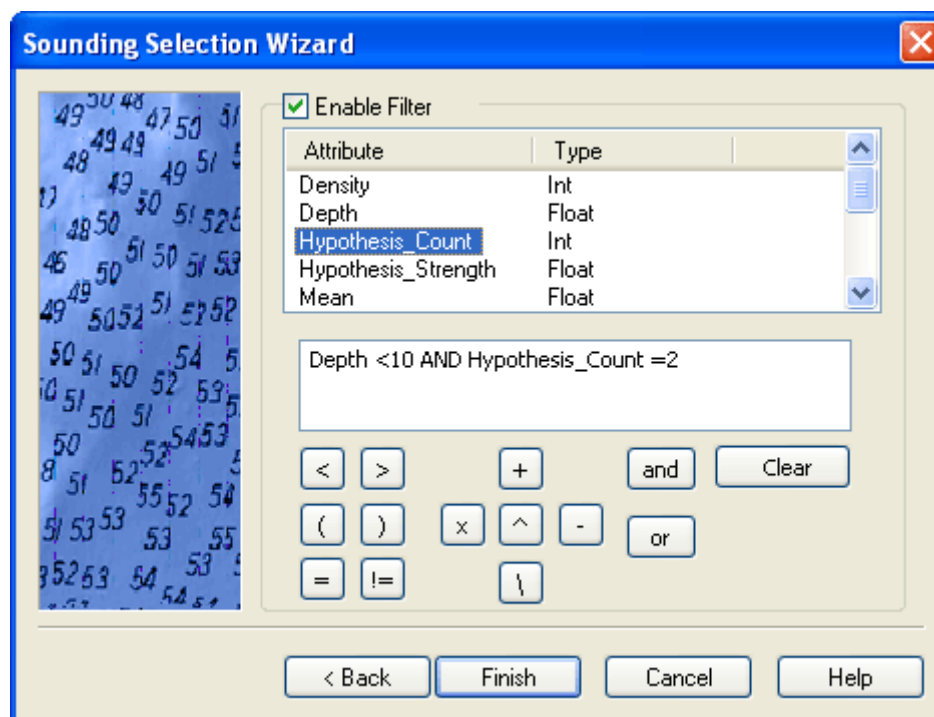 Sounding Selection Wizard
Enable Filter
Attribute Type
Density Int
Depth Float
Hypothesis_Count Int
Hypothesis_Strength Float
Mean Float
Depth <10 AND Hypothesis_Count =2
< > + and Clear
( ) x ^ - or
= != \
< Back Finish Cancel Help